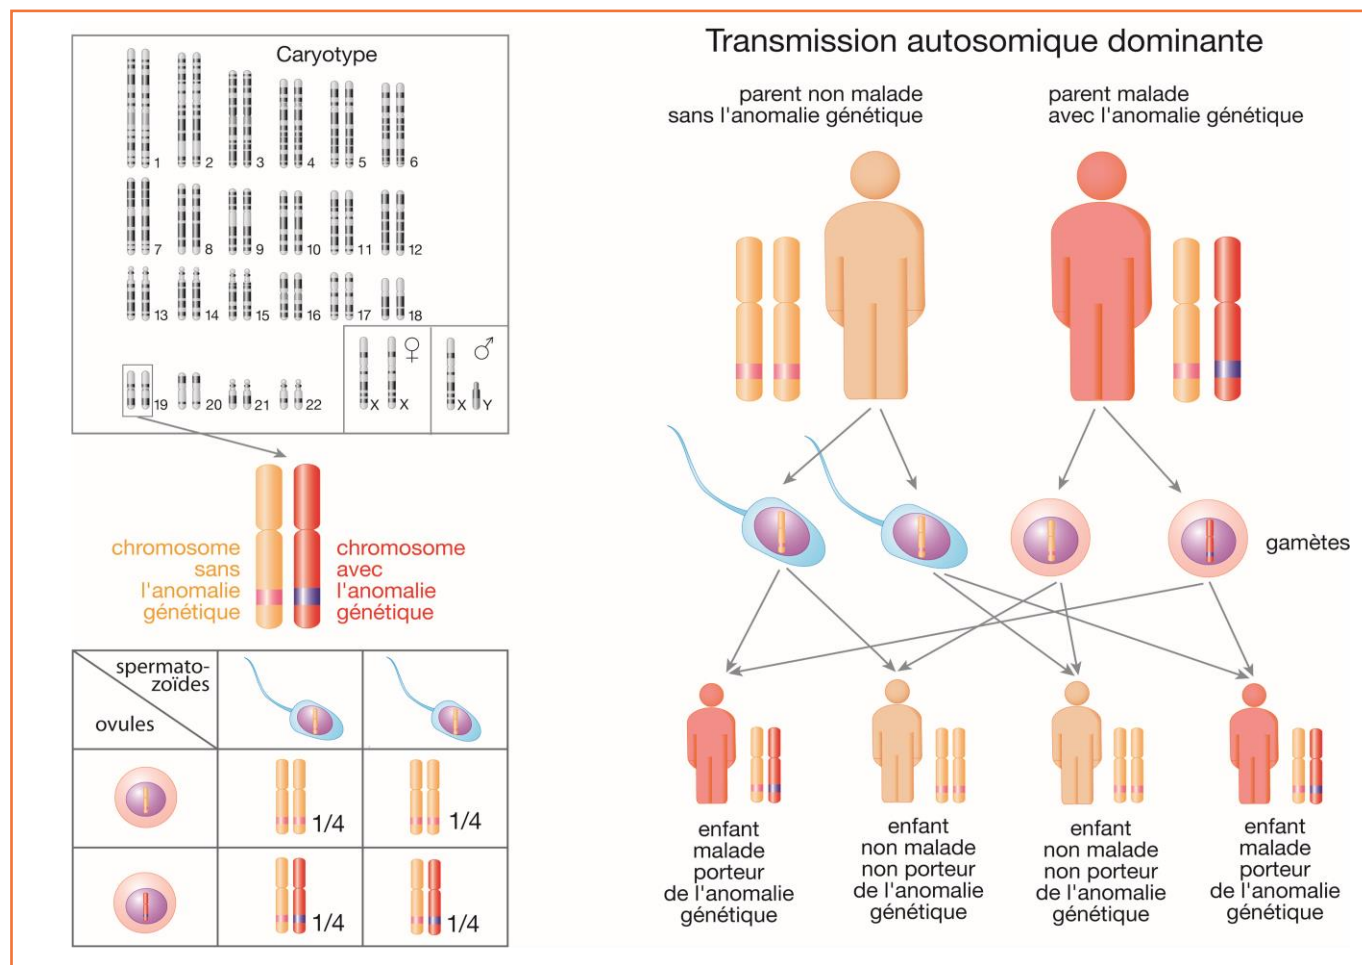 Caryotype
1
2
3
4
5
6
7
8
9
10
11
12
13
14
15
16
17
18
19
20
21
22
♀
X
X
♂
X
Y
chromosome
sans
l'anomalie
génétique
chromosome
avec
l'anomalie
génétique
spermato-
zoïdes
ovules
1/4
1/4
1/4
1/4
Transmission autosomique dominante
parent non malade
sans l'anomalie génétique
parent malade
avec l'anomalie génétique
gamètes
enfant
malade
porteur
de l'anomalie
génétique
enfant
non malade
non porteur
de l'anomalie
génétique
enfant
non malade
non porteur
de l'anomalie
génétique
enfant
malade
porteur
de l'anomalie
génétique